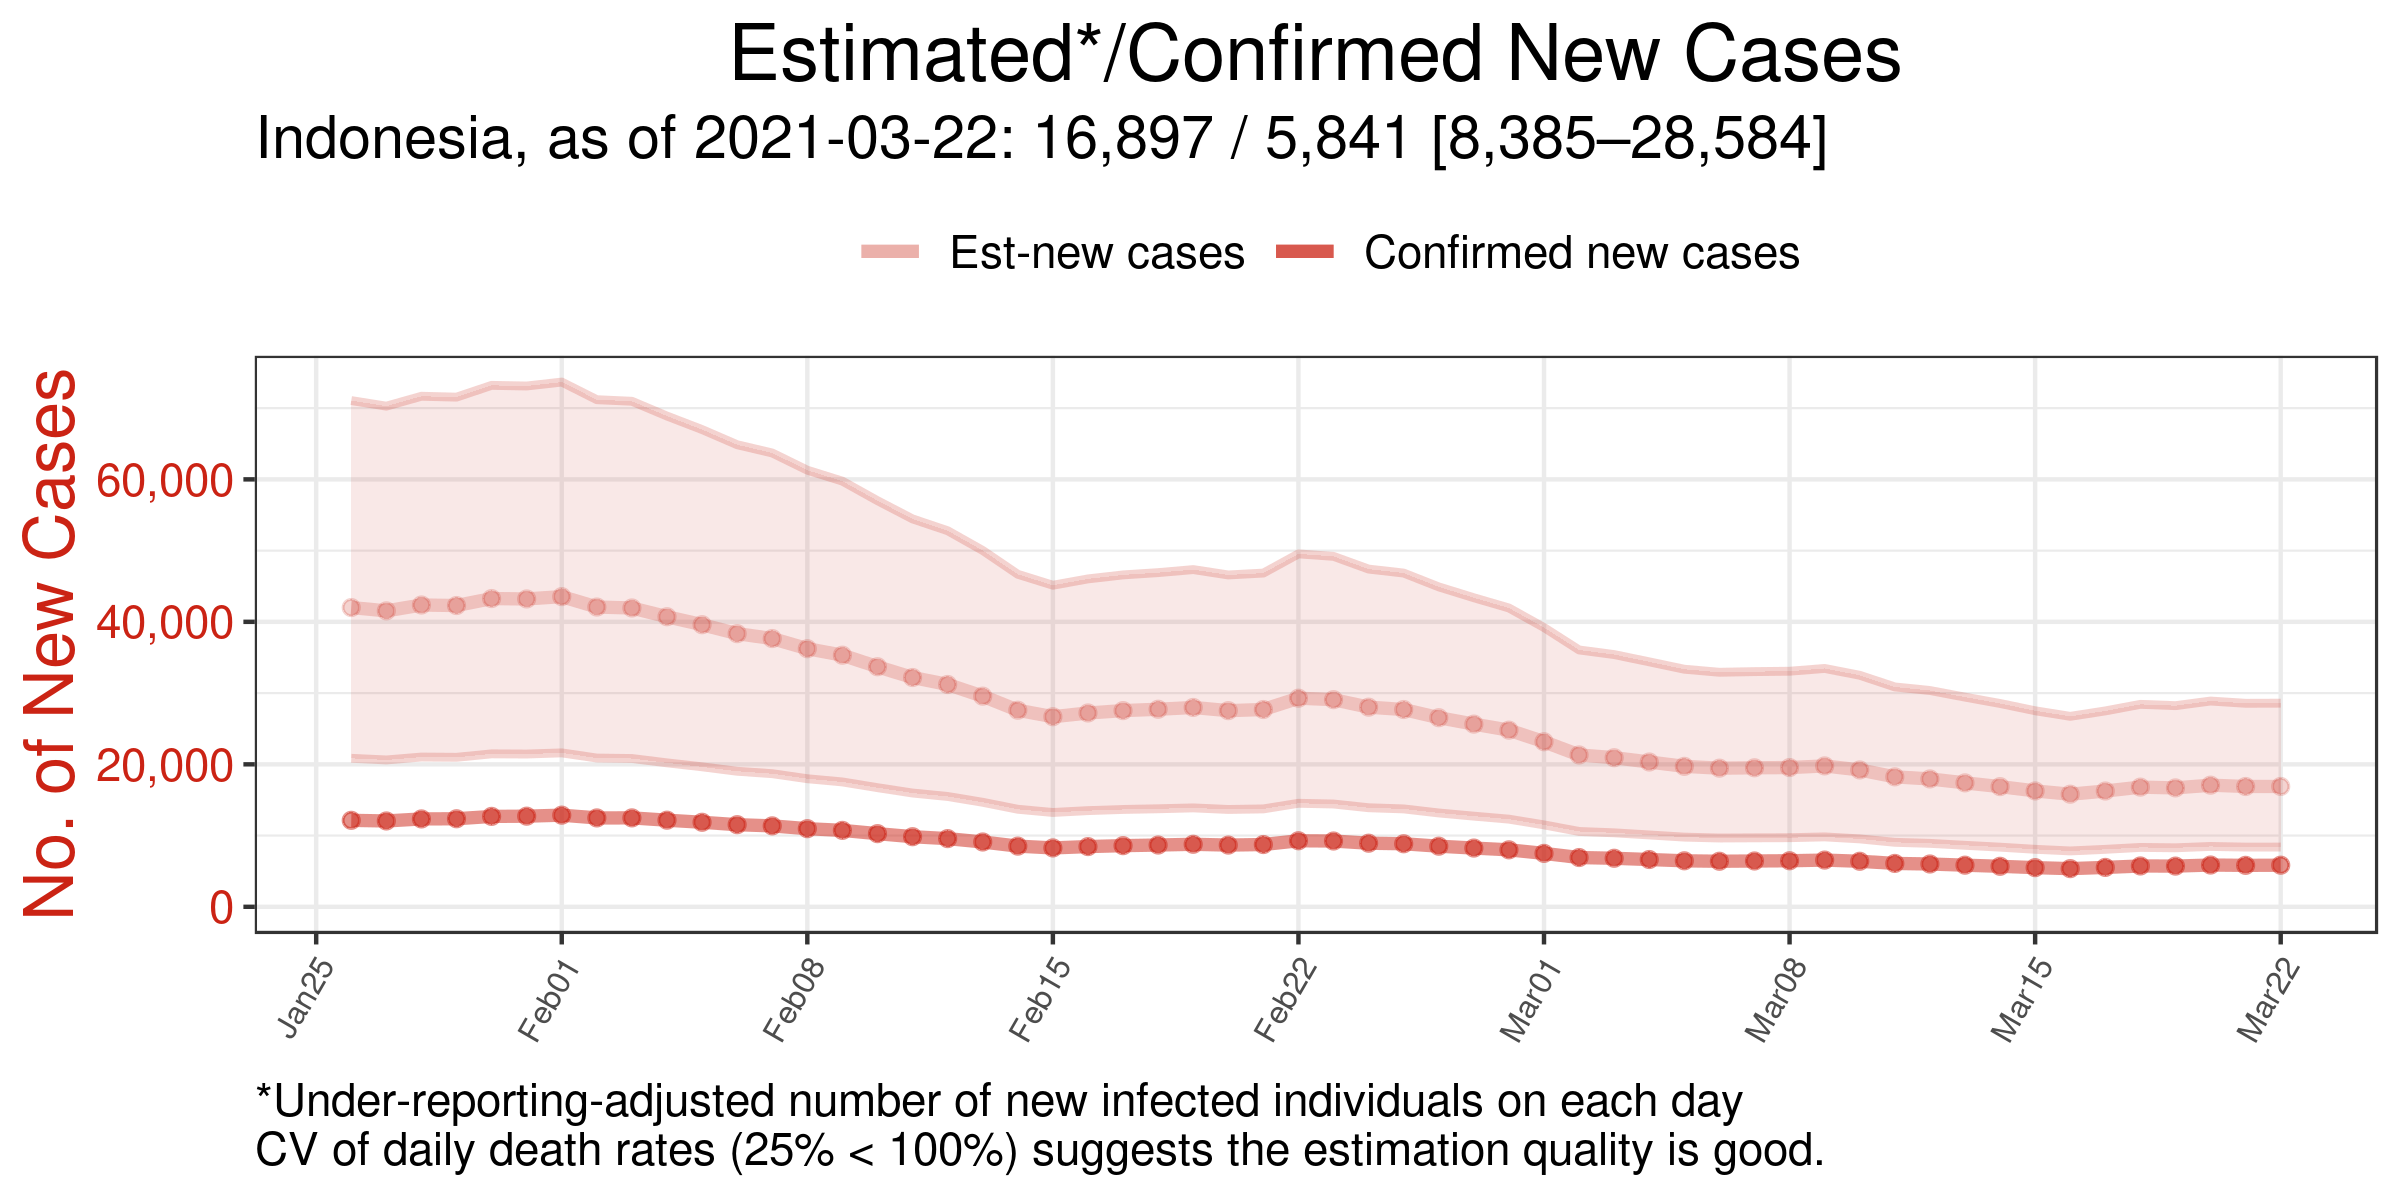 Estimated*/Confirmed New Cases
Indonesia, as of 2021-03-22: 16,897 / 5,841 [8,385–28,584]
Est-new cases Confirmed new cases
No. of New Cases
60,000
40,000
20,000
0
Jan25 Feb01 Feb08 Feb15 Feb22 Mar01 Mar08 Mar15 Mar22
*Under-reporting-adjusted number of new infected individuals on each day
CV of daily death rates (25% < 100%) suggests the estimation quality is good.